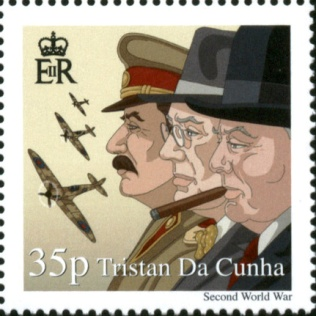 EIIR
35p Tristan Da Cunha
Second World War